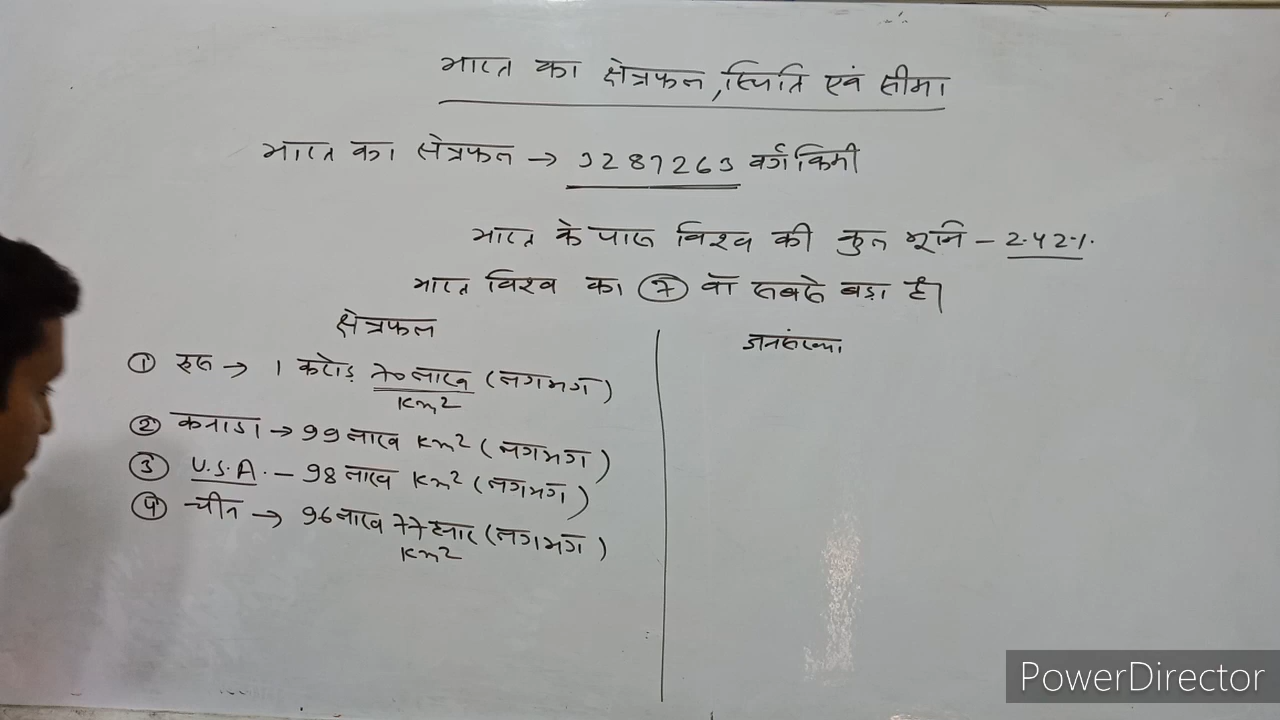 भारत का क्षेत्रफल, स्थिति एवं सीमा
भारत का क्षेत्रफल → 3287263 वर्ग किमी
भारत के पास विश्व की कुल भूमि – 2.42%.
भारत विश्व का 7 वाँ सबसे बड़ा है।
क्षेत्रफल
① रूस → 1 करोड़ 70 लाख (लगभग)
km²
② कनाडा → 99 लाख km² (लगभग)
③ U.S.A. – 98 लाख km² (लगभग)
④ चीन → 96 लाख 77 हजार (लगभग)
km²
जनसंख्या
PowerDirector